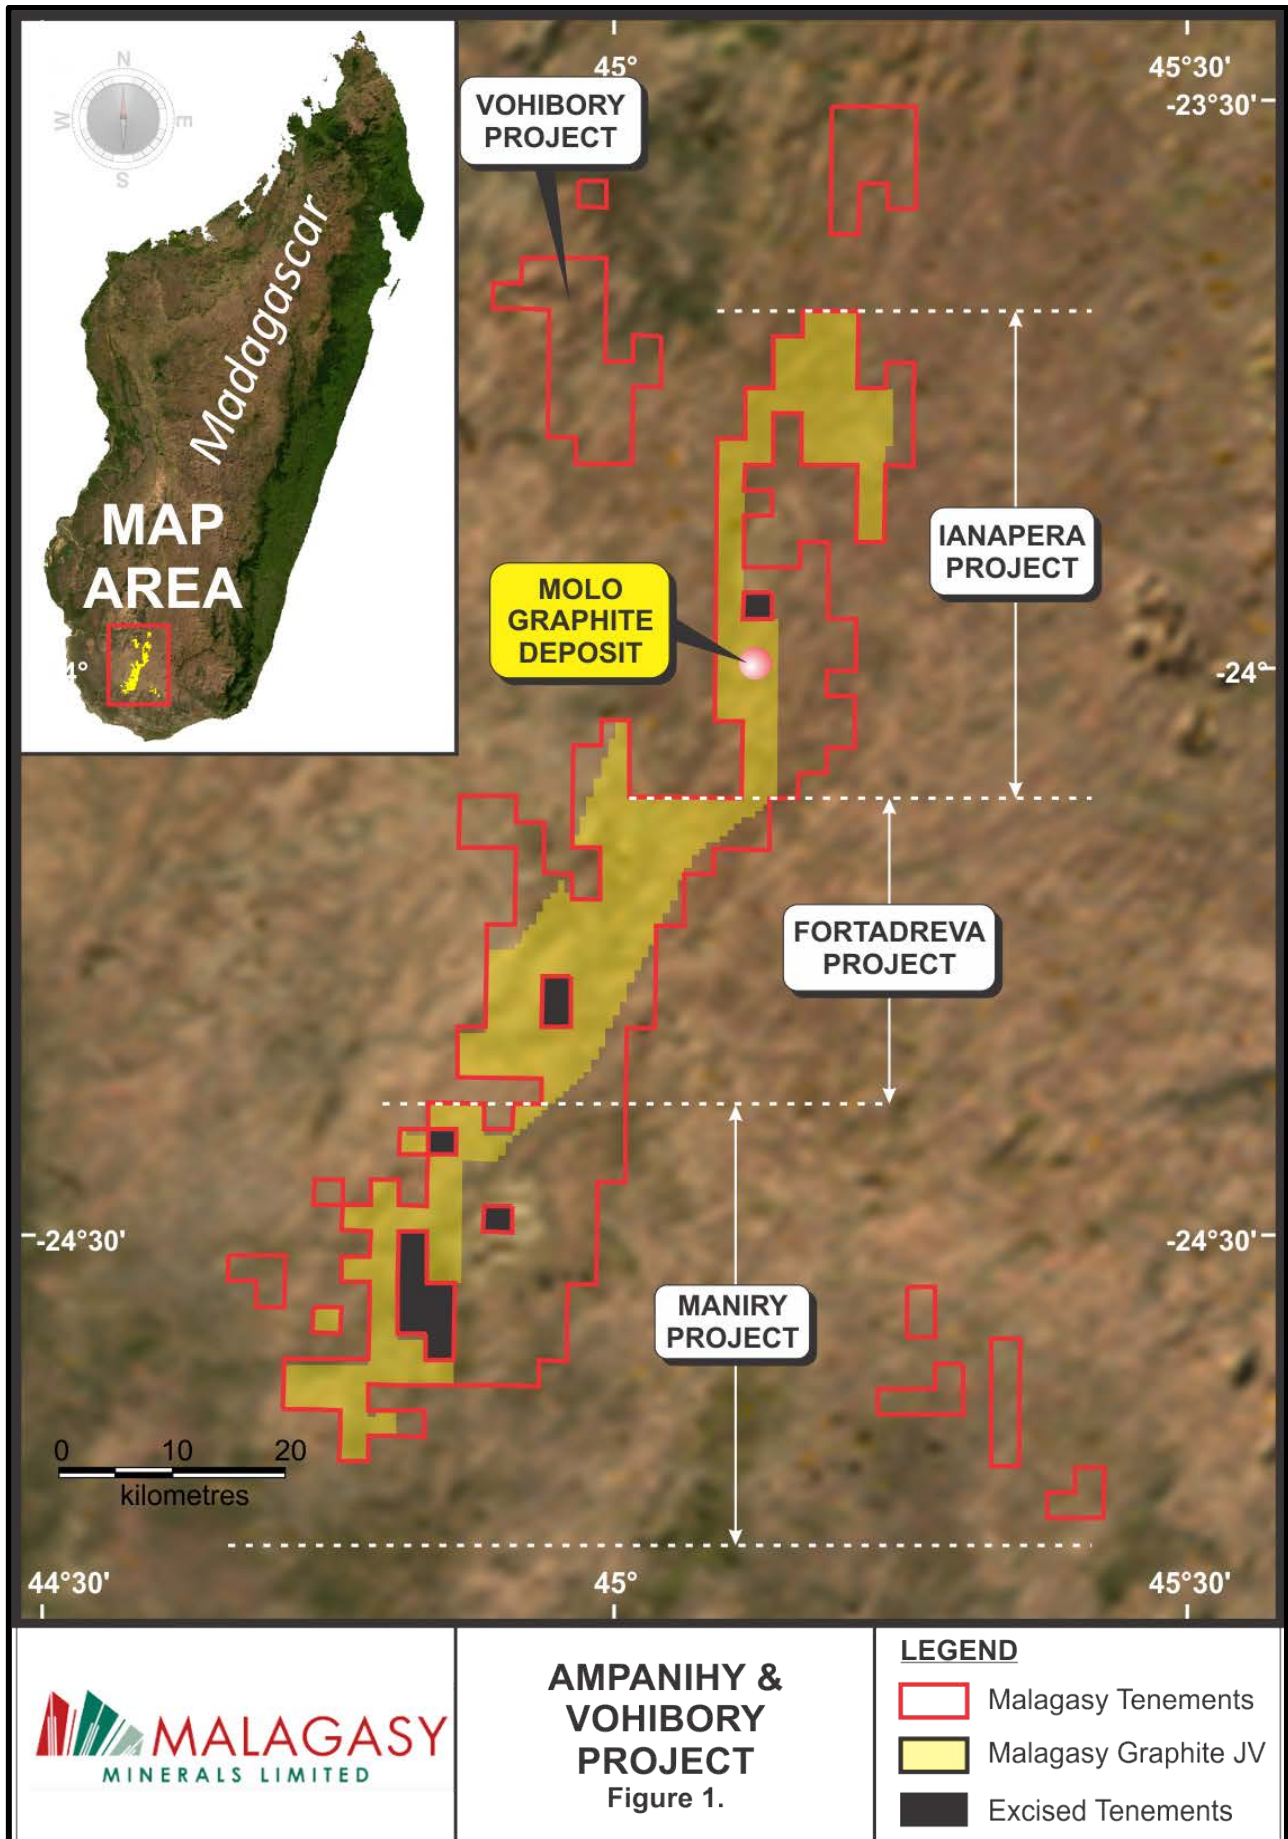 N
W
E
S
Madagascar
MAP
AREA
4°
45°
45°30'
-23°30'
VOHIBORY
PROJECT
IANAPERA
PROJECT
MOLO
GRAPHITE
DEPOSIT
-24°
FORTADREVA
PROJECT
-24°30'
-24°30'
MANIRY
PROJECT
0 10 20
kilometres
44°30'
45°
45°30'
MALAGASY
MINERALS LIMITED
AMPANIHY &
VOHIBORY
PROJECT
Figure 1.
LEGEND
Malagasy Tenements
Malagasy Graphite JV
Excised Tenements